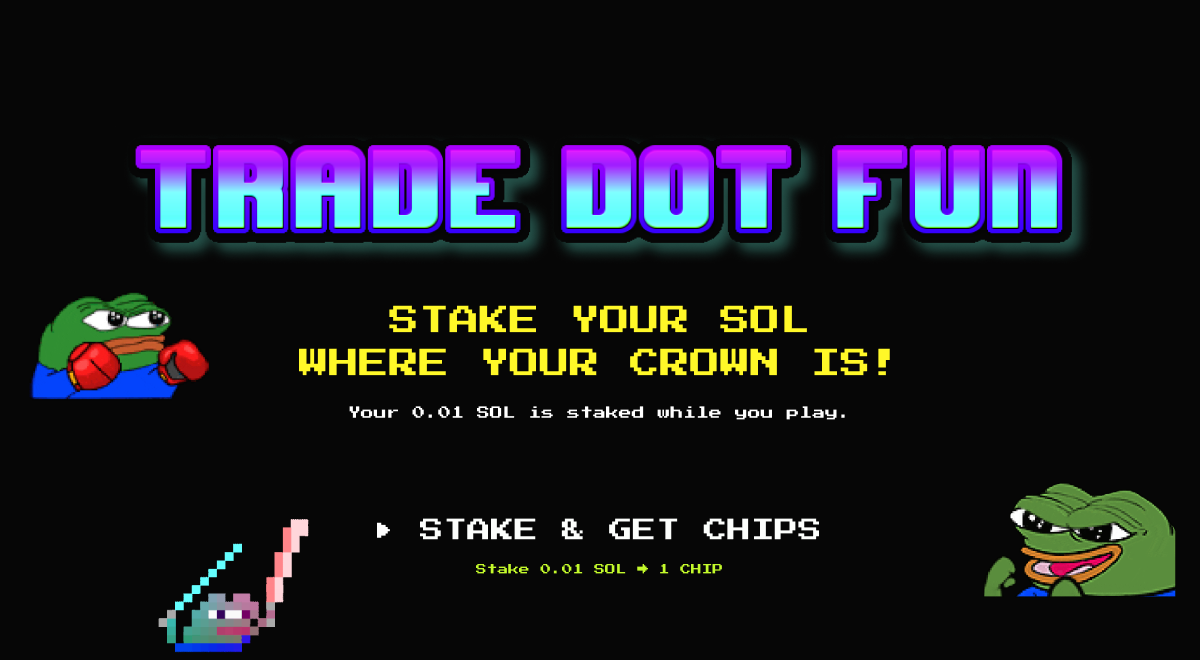 TRADE DOT FUN
STAKE YOUR SOL
WHERE YOUR CROWN IS!
Your 0.01 SOL is staked while you play.
STAKE & GET CHIPS
Stake 0.01 SOL → 1 CHIP